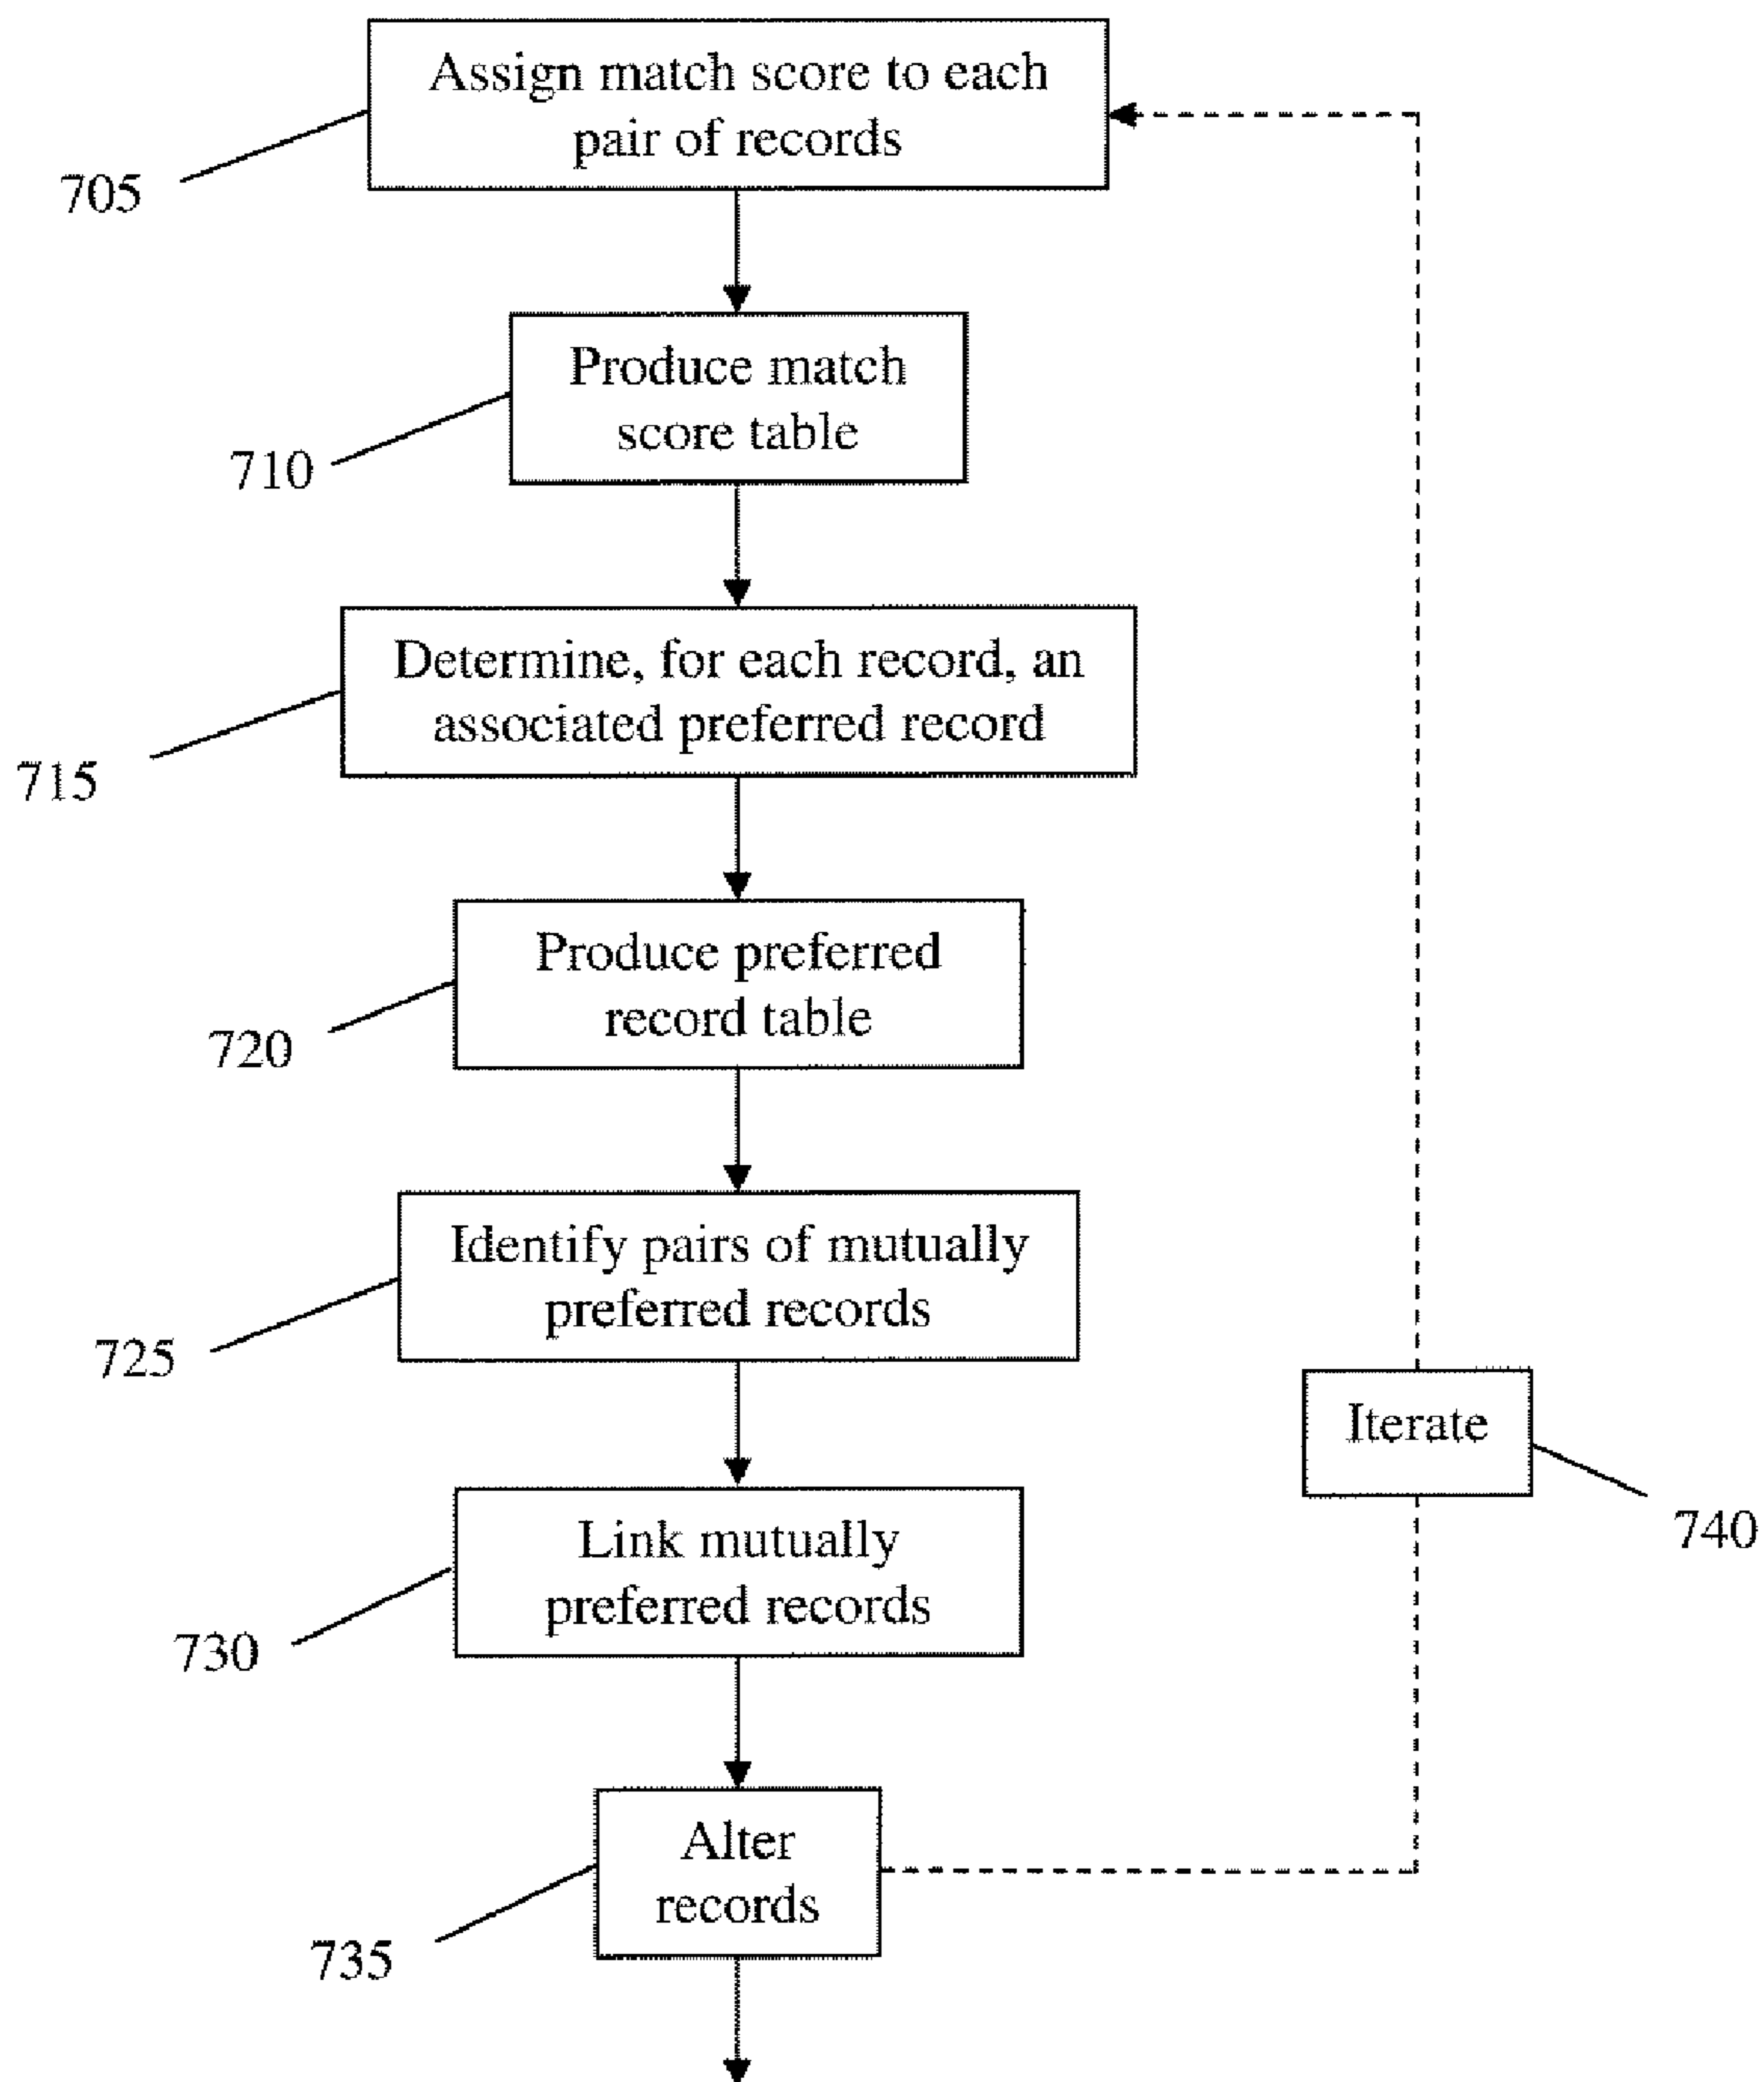 Assign match score to each
pair of records
705
Produce match
score table
710
Determine, for each record, an
associated preferred record
715
Produce preferred
record table
720
Identify pairs of mutually
preferred records
725
Iterate
740
Link mutually
preferred records
730
Alter
records
735